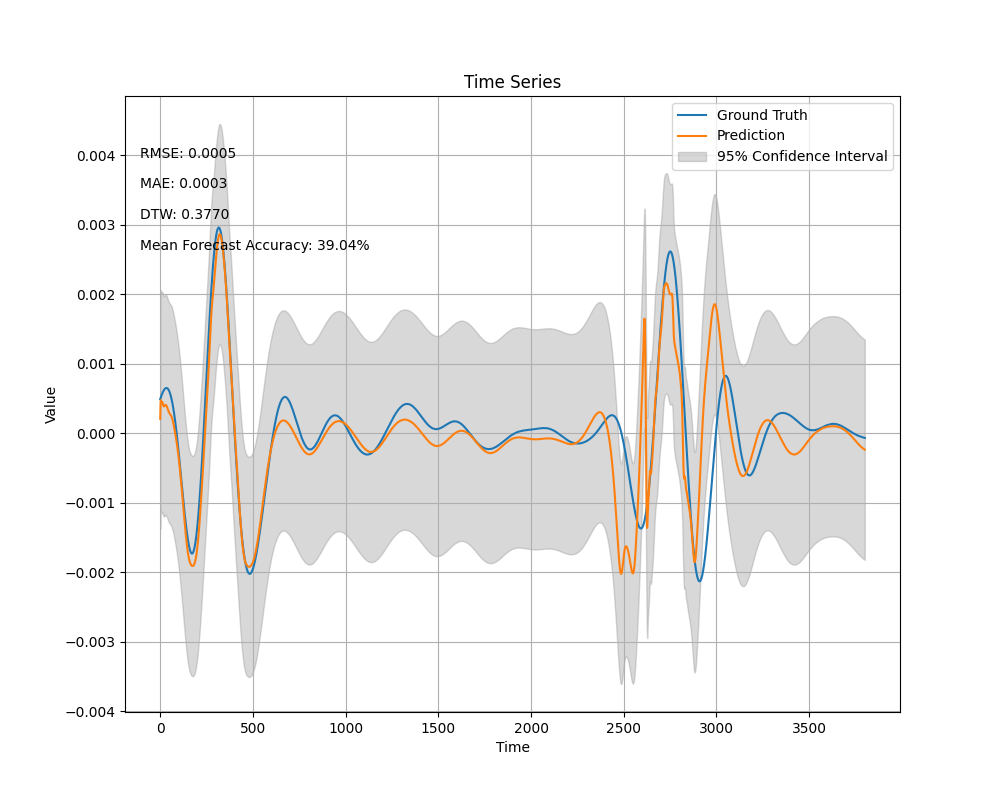 Time Series
Ground Truth
Prediction
95% Confidence Interval
RMSE: 0.0005
MAE: 0.0003
DTW: 0.3770
Mean Forecast Accuracy: 39.04%
Value
0.004
0.003
0.002
0.001
0.000
−0.001
−0.002
−0.003
−0.004
0 500 1000 1500 2000 2500 3000 3500
Time